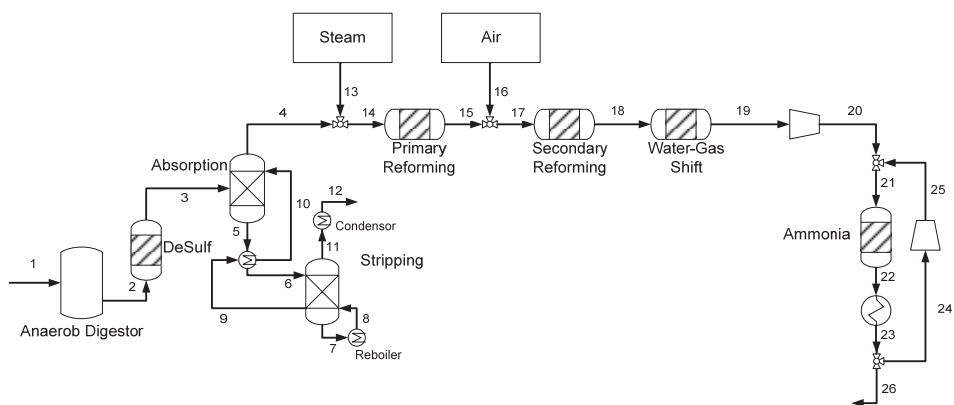 Steam
Air
13
16
4
14
15
17
18
19
20
Primary
Reforming
Secondary
Reforming
Water-Gas
Shift
Absorption
21
25
3
10
12
Condensor
5
11
DeSulf
Stripping
Ammonia
1
2
6
22
9
8
7
Reboiler
Anaerob Digestor
23
24
26